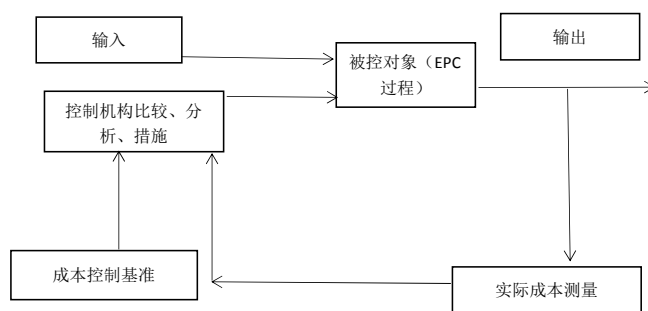 输入
输出
被控对象（EPC
过程）
控制机构比较、分
析、措施
成本控制基准
实际成本测量